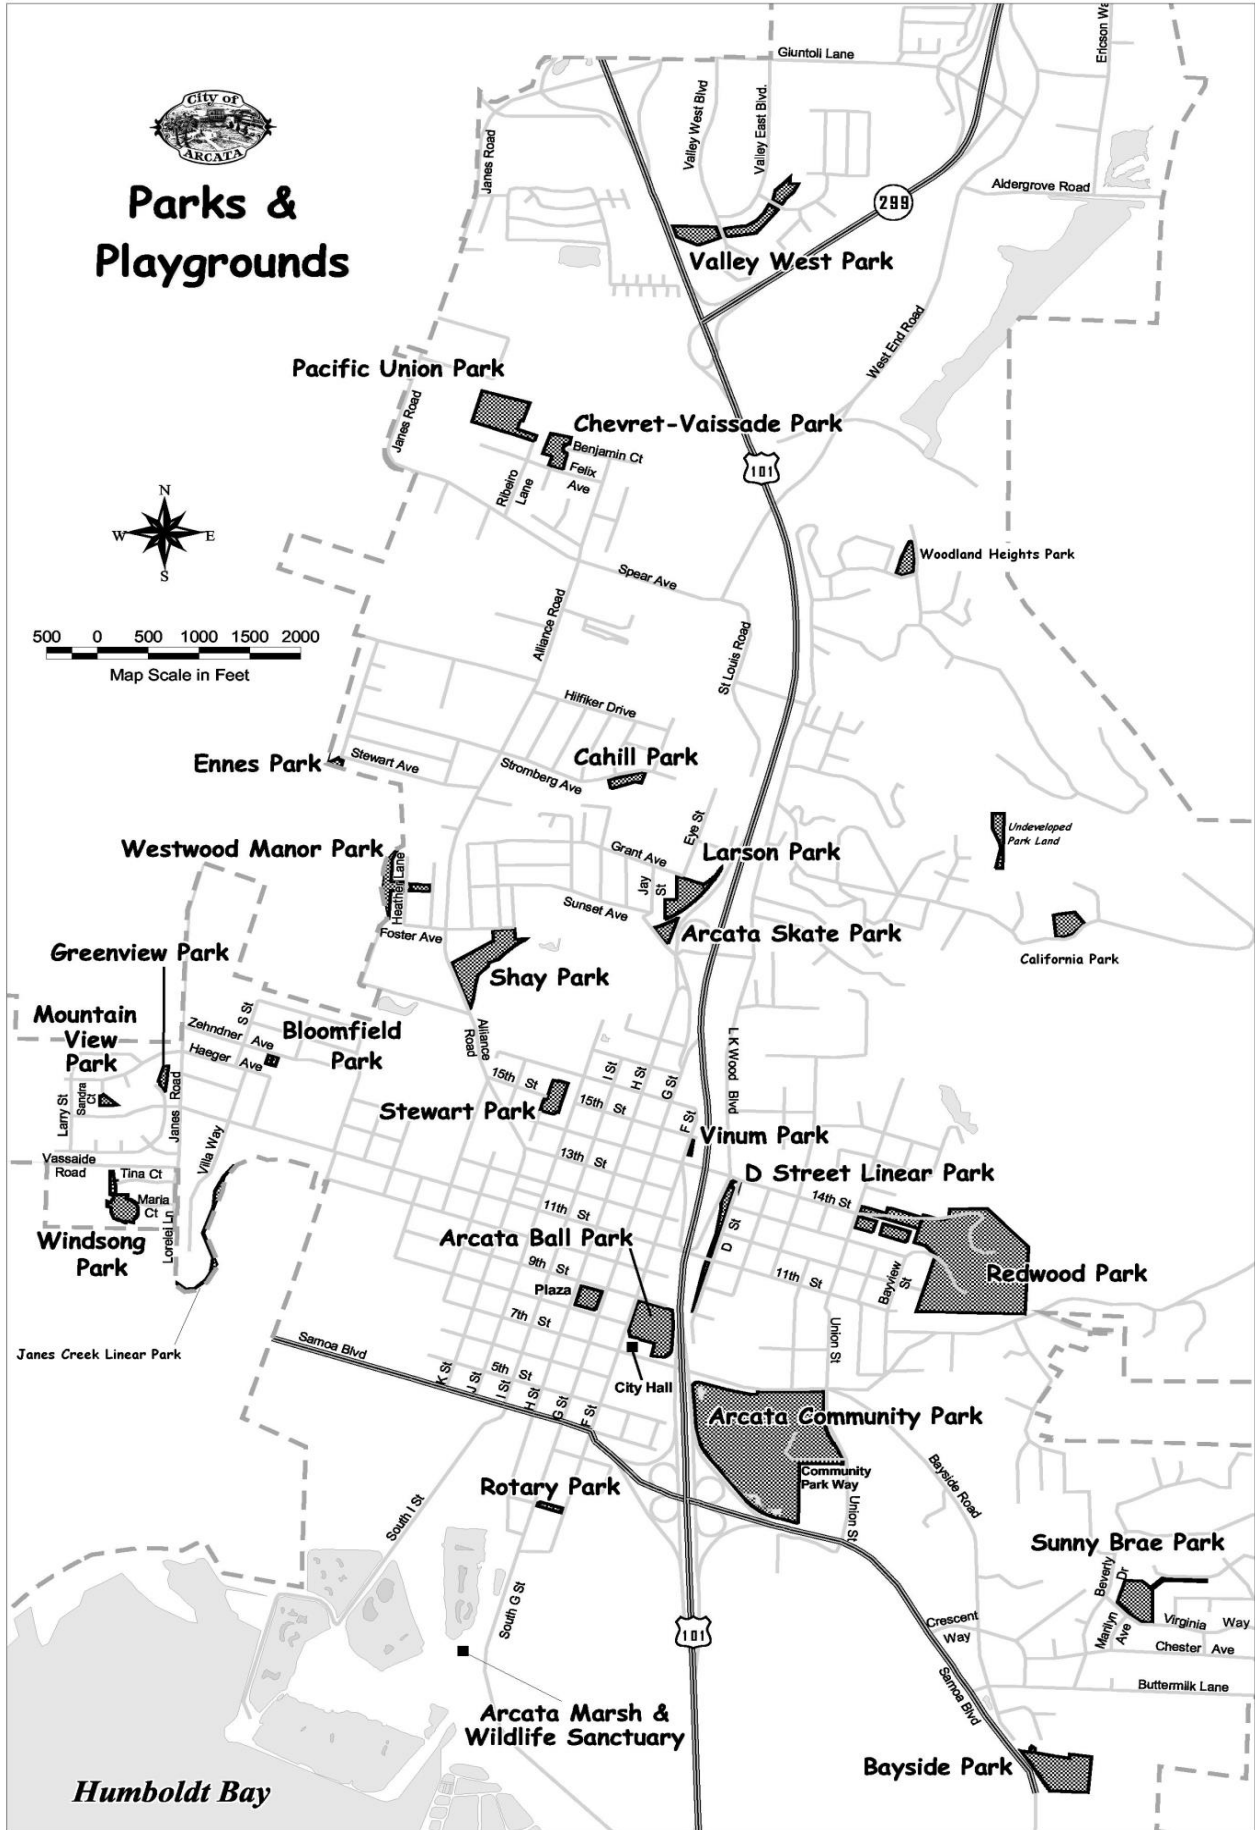 City of
ARCATA
Parks &
Playgrounds
Giuntoli Lane
Ericson Wa
Valley West Blvd
Valley East Blvd.
Janes Road
299
Aldergrove Road
Valley West Park
West End Road
Pacific Union Park
Janes Road
Chevret-Vaissade Park
Benjamin Ct
Felix
Ave
Ribeiro
Lane
101
N
W
E
S
Woodland Heights Park
Spear Ave
Alliance Road
500 0 500 1000 1500 2000
Map Scale in Feet
St Louis Road
Hilfiker Drive
Ennes Park
Stewart Ave
Cahill Park
Stromberg Ave
Eye St
Undeveloped
Park Land
Westwood Manor Park
Heather Lane
Grant Ave
Larson Park
Jay
St
Sunset Ave
Foster Ave
Arcata Skate Park
California Park
Greenview Park
Shay Park
Mountain
View
Park
S St
Zehndner Ave
Haeger Ave
Bloomfield
Park
Alliance
Road
L K Wood Blvd
I St
H St
G St
F St
15th St
15th St
Larry St
Sandra
Ct
Janes Road
Stewart Park
Vinum Park
Villa Way
13th St
Vassaide
Road
Tina Ct
Maria
Ct
D Street Linear Park
14th St
Lorelei Ln
11th St
Windsong
Park
Arcata Ball Park
D St
9th St
11th St
Bayview
St
Redwood Park
Plaza
7th St
Janes Creek Linear Park
Samoa Blvd
Union St
City Hall
5th St
K St
J St
I St
H St
G St
F St
Arcata Community Park
Community
Park Way
Bayside Road
Rotary Park
Union St
South I St
Sunny Brae Park
Beverly
Dr
South G St
101
Crescent
Way
Marilyn
Ave
Virginia Way
Chester Ave
Samoa Blvd
Buttermilk Lane
Arcata Marsh &
Wildlife Sanctuary
Bayside Park
Humboldt Bay